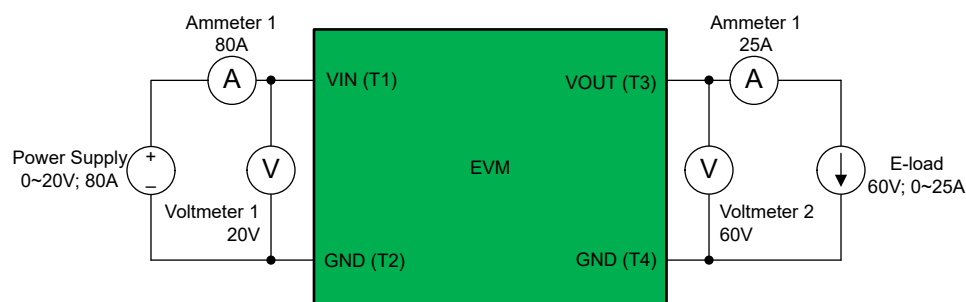 Ammeter 1
80A
A
VIN (T1)
Power Supply
0~20V; 80A
+
–
V
Voltmeter 1
20V
GND (T2)
EVM
Ammeter 1
25A
A
VOUT (T3)
V
E-load
60V; 0~25A
Voltmeter 2
60V
GND (T4)